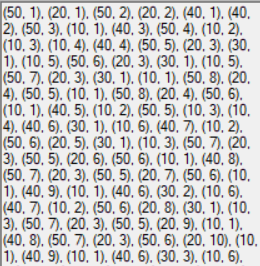 (50, 1), (20, 1), (50, 2), (20, 2), (40, 1), (40,
2), (50, 3), (10, 1), (40, 3), (50, 4), (10, 2),
(10, 3), (10, 4), (40, 4), (50, 5), (20, 3), (30,
1), (10, 5), (50, 6), (20, 3), (30, 1), (10, 5),
(50, 7), (20, 3), (30, 1), (10, 1), (50, 8), (20,
4), (50, 5), (10, 1), (50, 8), (20, 4), (50, 6),
(10, 1), (40, 5), (10, 2), (50, 5), (10, 3), (10,
4), (40, 6), (30, 1), (10, 6), (40, 7), (10, 2),
(50, 6), (20, 5), (30, 1), (10, 3), (50, 7), (20,
3), (50, 5), (20, 6), (50, 6), (10, 1), (40, 8),
(50, 7), (20, 3), (50, 5), (20, 7), (50, 6), (10,
1), (40, 9), (10, 1), (40, 6), (30, 2), (10, 6),
(40, 7), (10, 2), (50, 6), (20, 8), (30, 1), (10,
3), (50, 7), (20, 3), (50, 5), (20, 9), (10, 1),
(40, 8), (50, 7), (20, 3), (50, 6), (20, 10), (10,
1), (40, 9), (10, 1), (40, 6), (30, 3), (10, 6),